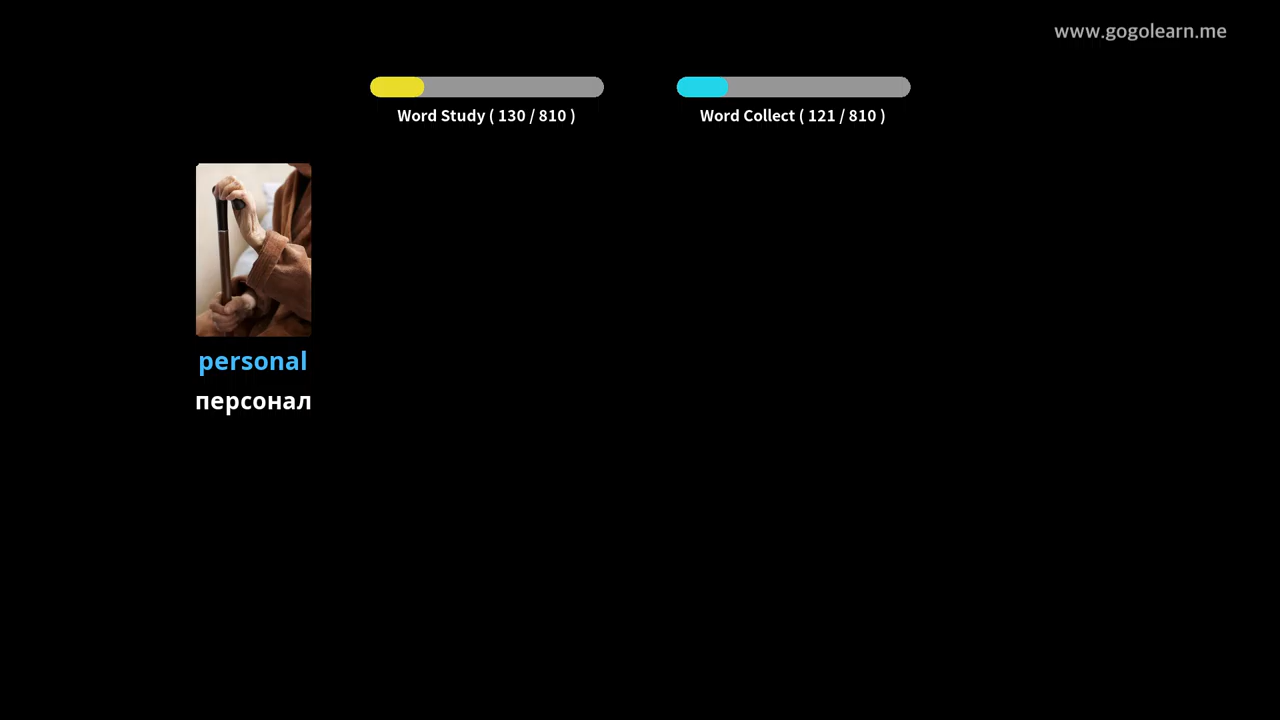 www.gogolearn.me
Word Study ( 130 / 810 )
Word Collect ( 121 / 810 )
personal
персонал